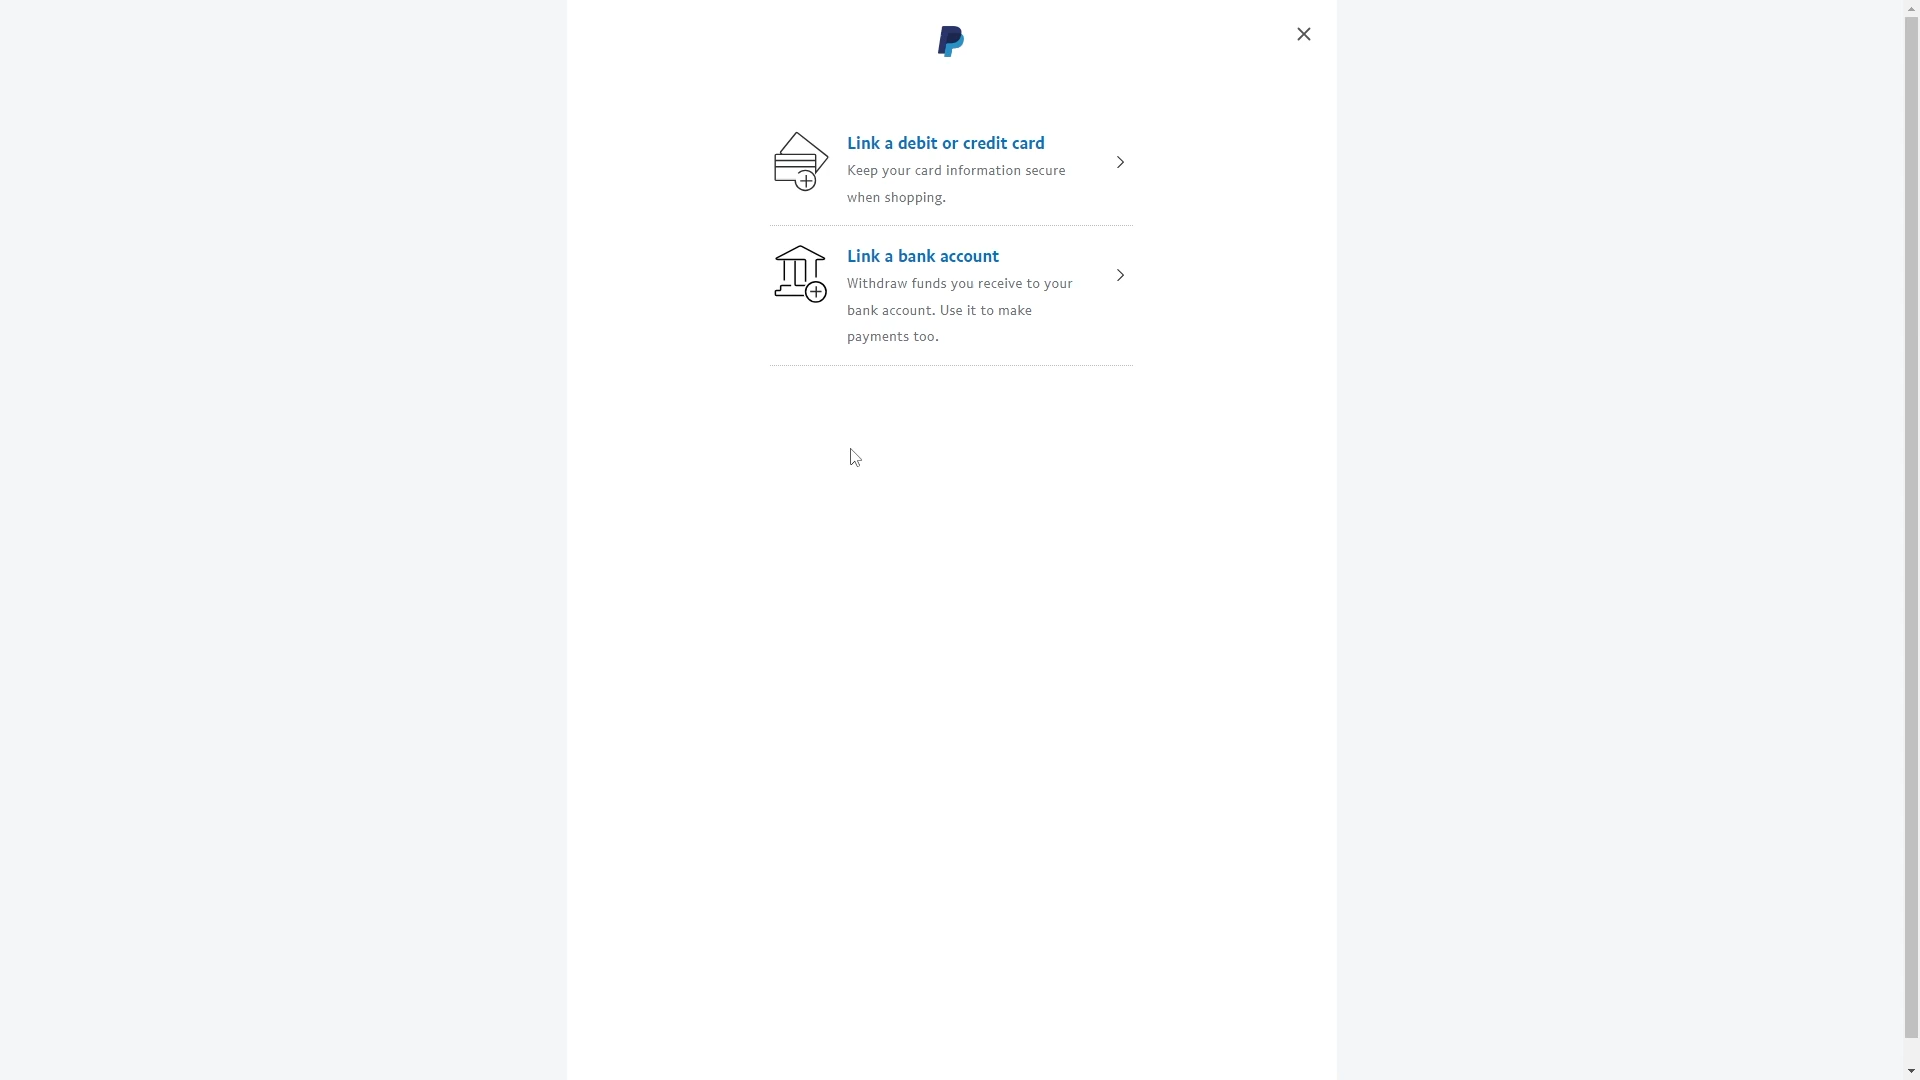 Link a debit or credit card
Keep your card information secure
when shopping.
Link a bank account
Withdraw funds you receive to your
bank account. Use it to make
payments too.